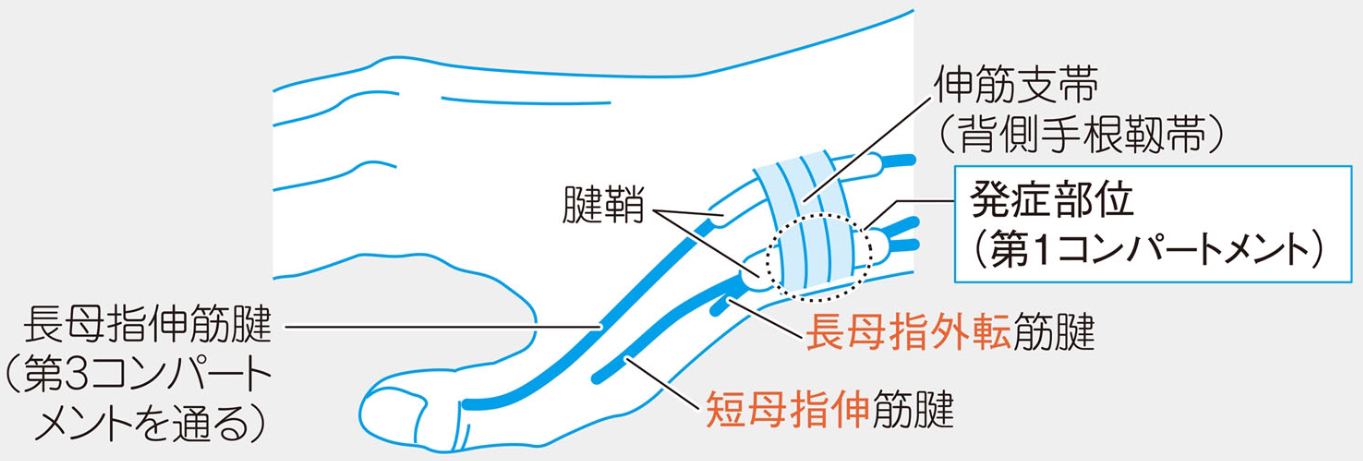 伸筋支帯
（背側手根靱帯）
発症部位
（第1コンパートメント）
腱鞘
長母指伸筋腱
（第3コンパート
メントを通る）
長母指外転筋腱
短母指伸筋腱